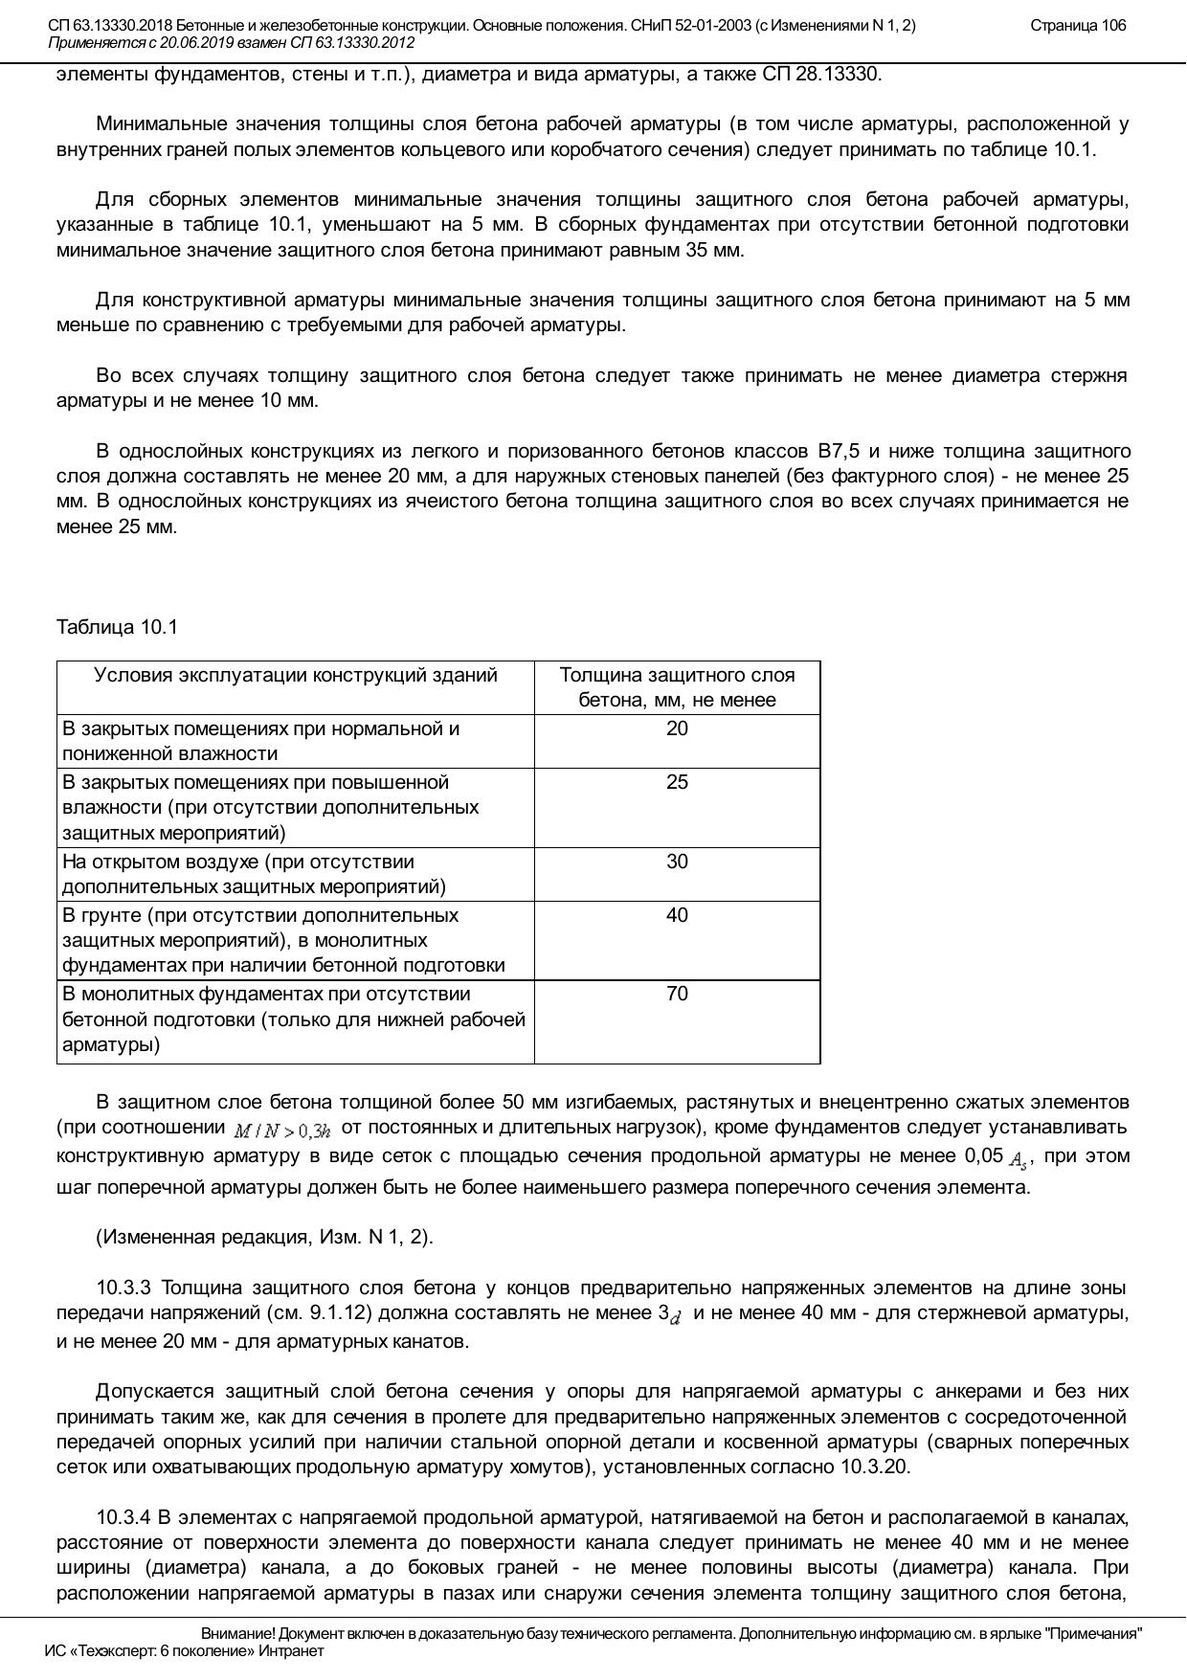 СП 63.13330.2018 Бетонные и железобетонные конструкции. Основные положения. СНиП 52-01-2003 (с Изменениями N 1, 2)
Страница 106
Применяется с 20.06.2019 взамен СП 63.13330.2012
элементы фундаментов, стены и т.п.), диаметра и вида арматуры, а также СП 28.13330.
Минимальные значения толщины слоя бетона рабочей арматуры (в том числе арматуры, расположенной у
внутренних граней полых элементов кольцевого или коробчатого сечения) следует принимать по таблице 10.1.
Для сборных элементов минимальные значения толщины защитного слоя бетона рабочей арматуры,
указанные в таблице 10.1, уменьшают на 5 мм. В сборных фундаментах при отсутствии бетонной подготовки
минимальное значение защитного слоя бетона принимают равным 35 мм.
Для конструктивной арматуры минимальные значения толщины защитного слоя бетона принимают на 5 мм
меньше по сравнению с требуемыми для рабочей арматуры.
Во всех случаях толщину защитного слоя бетона следует также принимать не менее диаметра стержня
арматуры и не менее 10 мм.
В однослойных конструкциях из легкого и поризованного бетонов классов В7,5 и ниже толщина защитного
слоя должна составлять не менее 20 мм, а для наружных стеновых панелей (без фактурного слоя) - не менее 25
мм. В однослойных конструкциях из ячеистого бетона толщина защитного слоя во всех случаях принимается не
менее 25 мм.
Таблица 10.1
Условия эксплуатации конструкций зданий
Толщина защитного слоя
бетона, мм, не менее
В закрытых помещениях при нормальной и
пониженной влажности
20
В закрытых помещениях при повышенной
влажности (при отсутствии дополнительных
защитных мероприятий)
25
На открытом воздухе (при отсутствии
дополнительных защитных мероприятий)
30
В грунте (при отсутствии дополнительных
защитных мероприятий), в монолитных
фундаментах при наличии бетонной подготовки
40
В монолитных фундаментах при отсутствии
бетонной подготовки (только для нижней рабочей
арматуры)
70
В защитном слое бетона толщиной более 50 мм изгибаемых, растянутых и внецентренно сжатых элементов
(при соотношении M / N > 0,3h от постоянных и длительных нагрузок), кроме фундаментов следует устанавливать
конструктивную арматуру в виде сеток с площадью сечения продольной арматуры не менее 0,05 Aₛ, при этом
шаг поперечной арматуры должен быть не более наименьшего размера поперечного сечения элемента.
(Измененная редакция, Изм. N 1, 2).
10.3.3 Толщина защитного слоя бетона у концов предварительно напряженных элементов на длине зоны
передачи напряжений (см. 9.1.12) должна составлять не менее 3d и не менее 40 мм - для стержневой арматуры,
и не менее 20 мм - для арматурных канатов.
Допускается защитный слой бетона сечения у опоры для напрягаемой арматуры с анкерами и без них
принимать таким же, как для сечения в пролете для предварительно напряженных элементов с сосредоточенной
передачей опорных усилий при наличии стальной опорной детали и косвенной арматуры (сварных поперечных
сеток или охватывающих продольную арматуру хомутов), установленных согласно 10.3.20.
10.3.4 В элементах с напрягаемой продольной арматурой, натягиваемой на бетон и располагаемой в каналах,
расстояние от поверхности элемента до поверхности канала следует принимать не менее 40 мм и не менее
ширины (диаметра) канала, а до боковых граней - не менее половины высоты (диаметра) канала. При
расположении напрягаемой арматуры в пазах или снаружи сечения элемента толщину защитного слоя бетона,
Внимание! Документ включен в доказательную базу технического регламента. Дополнительную информацию см. в ярлыке "Примечания"
ИС «Техэксперт: 6 поколение» Интранет